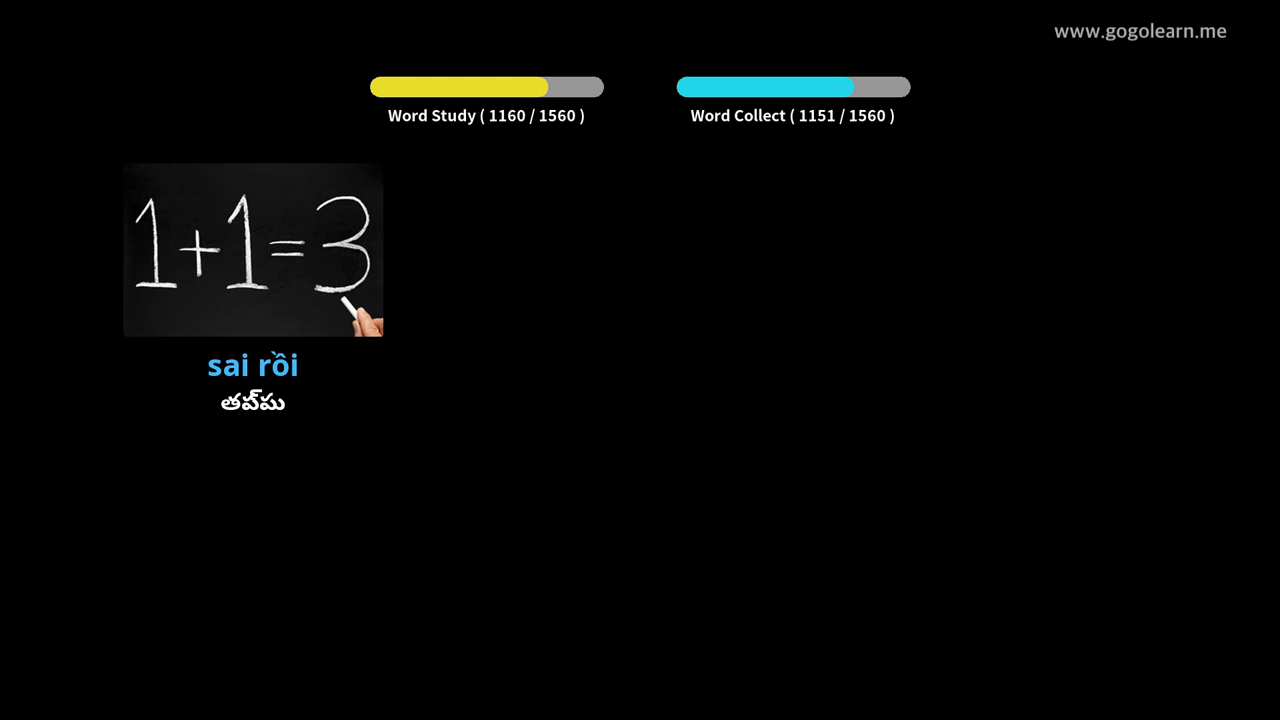 www.gogolearn.me
Word Study ( 1160 / 1560 )
Word Collect ( 1151 / 1560 )
1+1=3
sai rồi
తప్పు